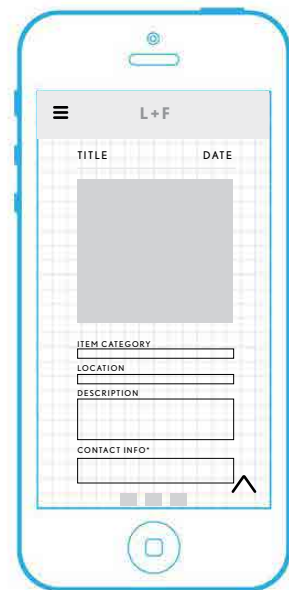 L+F
TITLE DATE
ITEM CATEGORY
LOCATION
DESCRIPTION
CONTACT INFO*